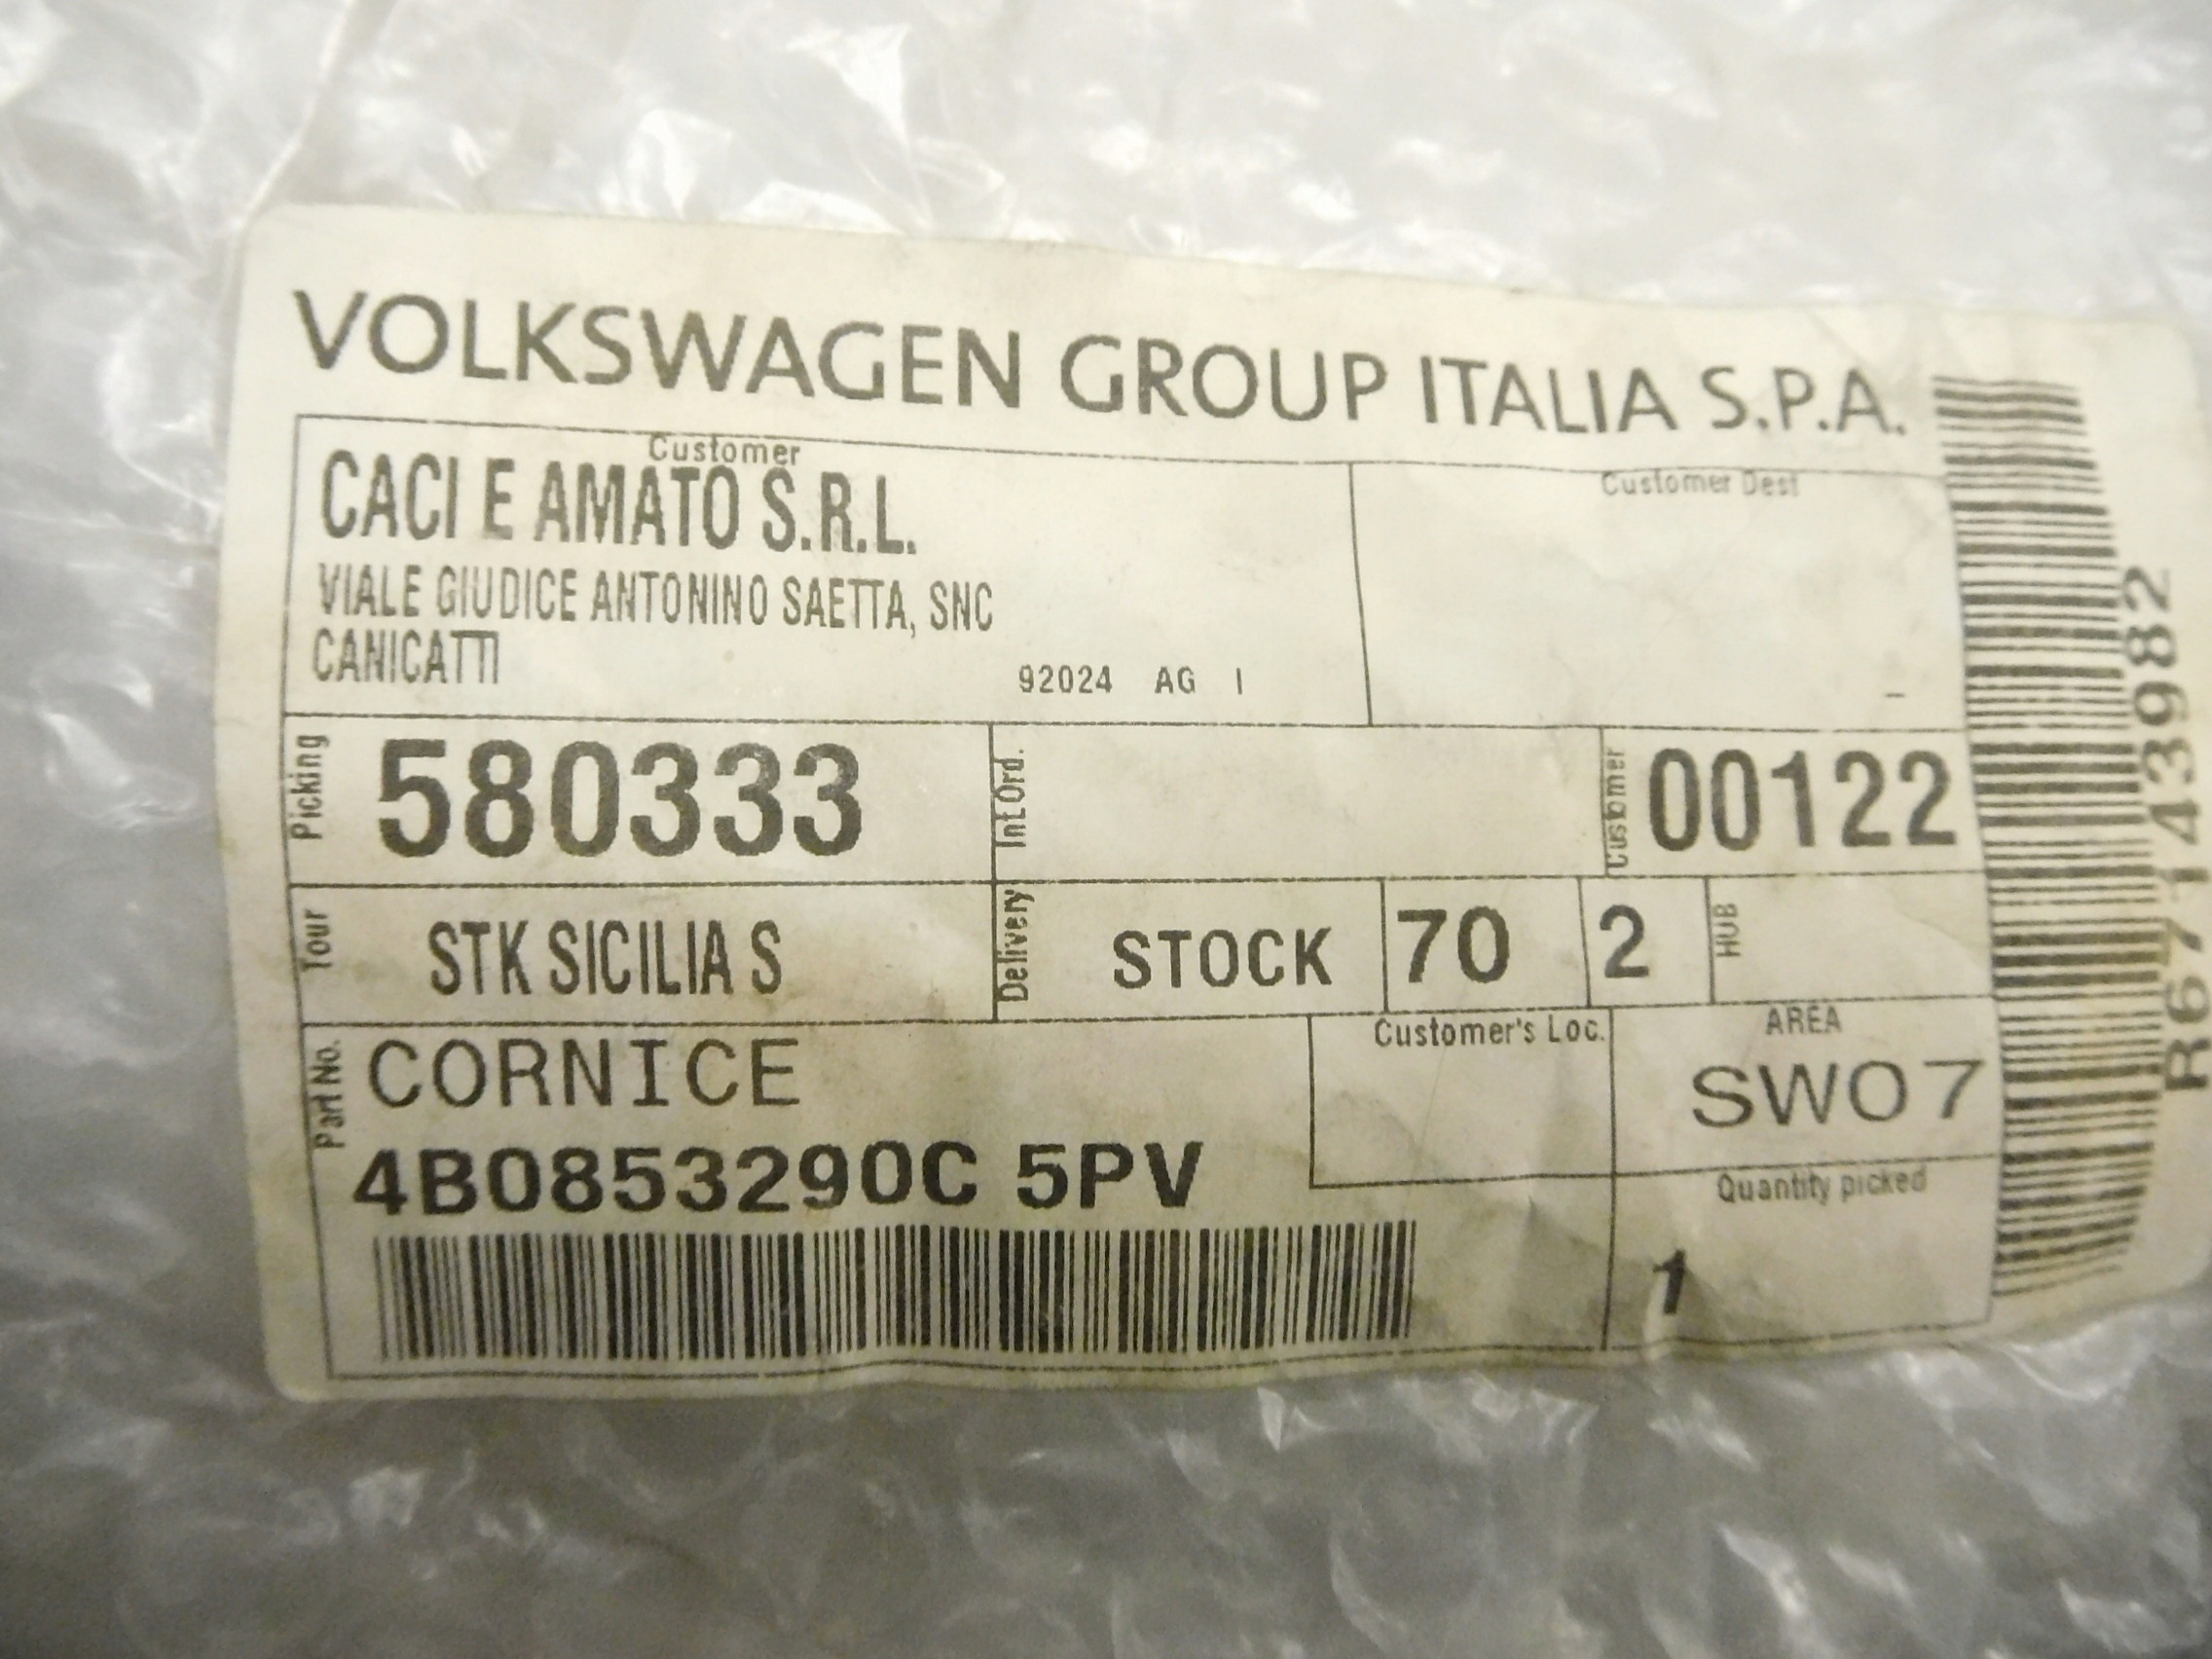 VOLKSWAGEN GROUP ITALIA S.P.A.
Customer
CACI E AMATO S.R.L.
VIALE GIUDICE ANTONINO SAETTA, SNC
CANICATTI
92024 AG I
Customer Dest
-
Picking
580333
Int.Ord.
Customer
00122
Tour
STK SICILIA S
Delivery
STOCK
70
2
HUB
Part No.
CORNICE
4B0853290C 5PV
Customer's Loc.
AREA
SW07
Quantity picked
1
R67143982